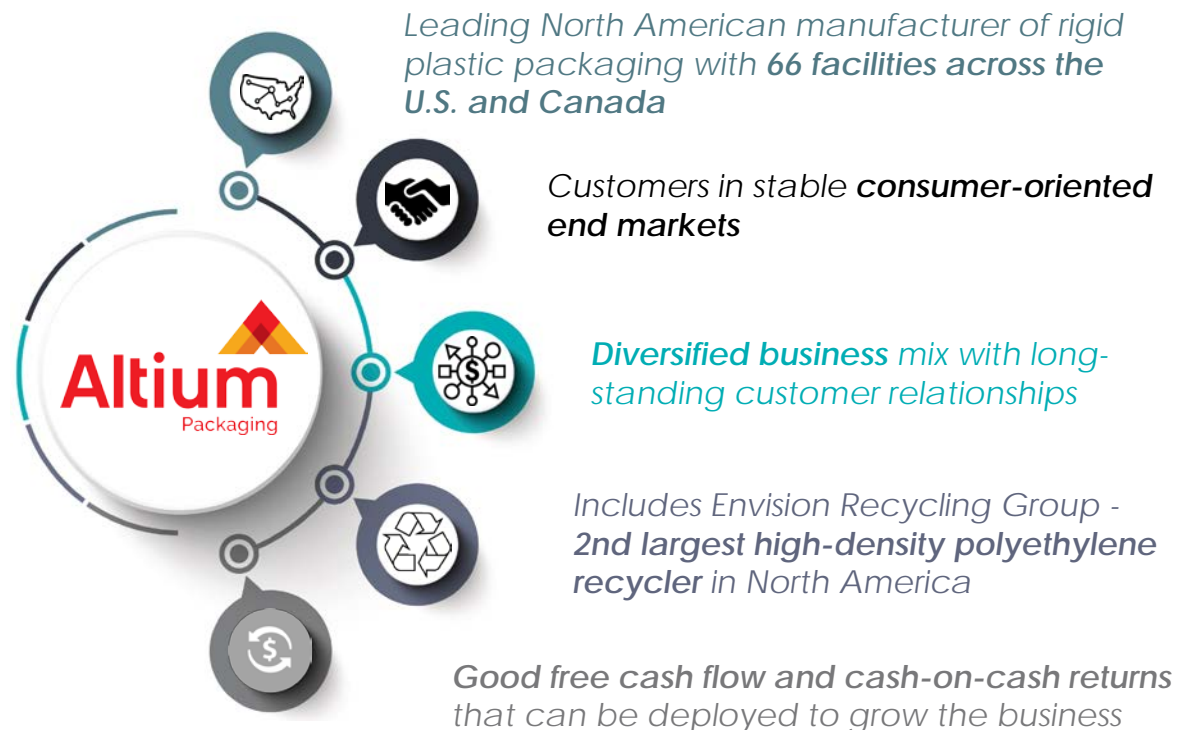 Leading North American manufacturer of rigid
plastic packaging with 66 facilities across the
U.S. and Canada
Customers in stable consumer-oriented
end markets
Altium
Packaging
$
Diversified business mix with long-
standing customer relationships
Includes Envision Recycling Group -
2nd largest high-density polyethylene
recycler in North America
$
Good free cash flow and cash-on-cash returns
that can be deployed to grow the business